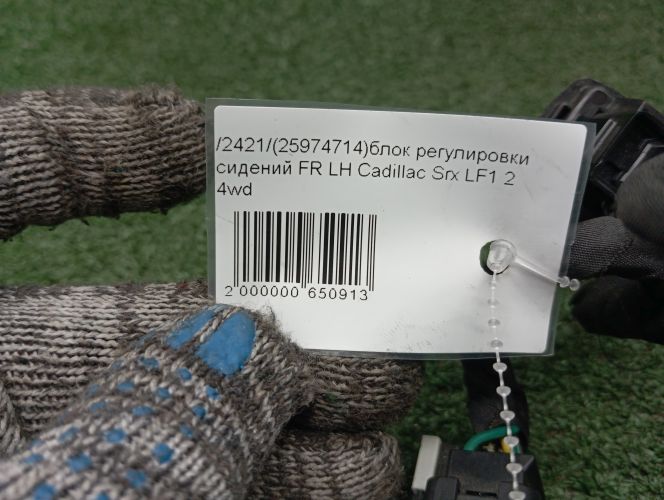 /2421/(25974714)блок регулировки
сидений FR LH Cadillac Srx LF1 2
4wd
2 000000 650913